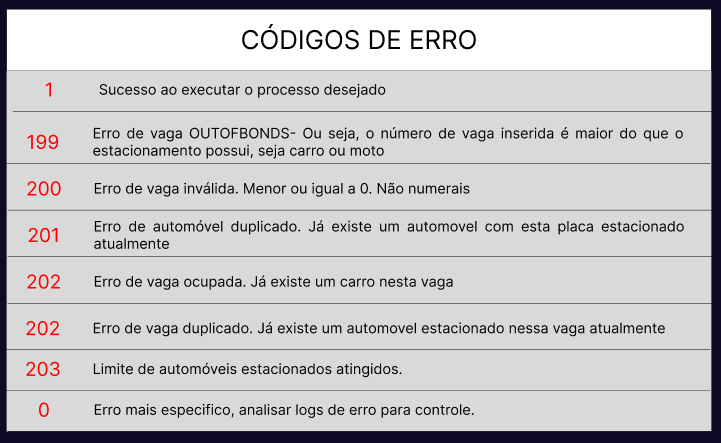 CÓDIGOS DE ERRO
1 Sucesso ao executar o processo desejado
199 Erro de vaga OUTOFBONDS- Ou seja, o número de vaga inserida é maior do que o
estacionamento possui, seja carro ou moto
200 Erro de vaga inválida. Menor ou igual a 0. Não numerais
201 Erro de automóvel duplicado. Já existe um automovel com esta placa estacionado
atualmente
202 Erro de vaga ocupada. Já existe um carro nesta vaga
202 Erro de vaga duplicado. Já existe um automovel estacionado nessa vaga atualmente
203 Limite de automóveis estacionados atingidos.
0 Erro mais especifico, analisar logs de erro para controle.